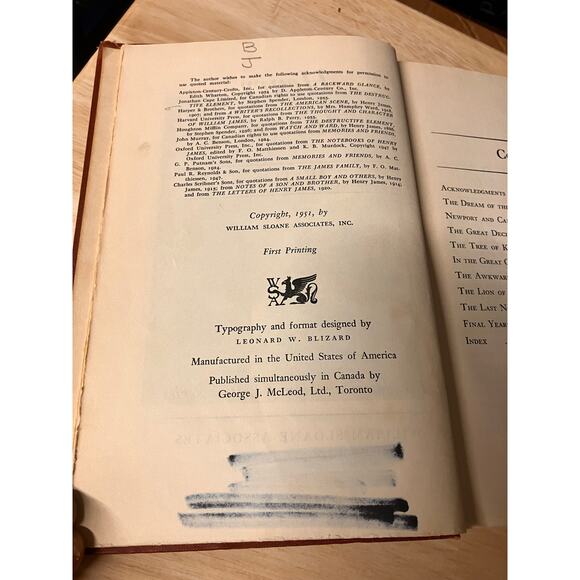 B
The author wishes to make the following acknowledgments for permission to
use quoted material:
Appleton-Century-Crofts, Inc., for quotations from A BACKWARD GLANCE, by
Edith Wharton, Copyright 1934 by D. Appleton-Century Co., Inc.
Jonathan Cape Limited, for Canadian rights to use quotations from THE DESTRUC-
TIVE ELEMENT, by Stephen Spender, London, 1935.
Harper & Brothers, for quotations from THE AMERICAN SCENE, by Henry James,
1907; and from A WRITER'S RECOLLECTIONS, by Mrs. Humphry Ward,
Harvard University Press, for quotations from THE THOUGHT AND CHARACTER
OF WILLIAM JAMES, by Ralph B. Perry, 1935.
Houghton Mifflin Company, for quotations from THE DESTRUCTIVE ELEMENT,
by Stephen Spender, 1936; and from WATCH AND WARD, by Henry James,
John Murray, for Canadian rights to use quotations from MEMORIES AND FRIENDS,
by A. C. Benson, London, 1924.
Oxford University Press, Inc., for quotations from THE NOTEBOOKS OF HENRY
JAMES, edited by F. O. Matthiessen and K. B. Murdock, Copyright 1947 by
Oxford University Press, Inc.
G. P. Putnam's Sons, for quotations from MEMORIES AND FRIENDS, by A. C.
Benson, 1924.
Paul R. Reynolds & Son, for quotations from THE JAMES FAMILY, by F. O. Mat-
thiessen, 1947.
Charles Scribner's Sons, for quotations from A SMALL BOY AND OTHERS, by Henry
James, 1913; from NOTES OF A SON AND BROTHER, by Henry James, 1914;
and from THE LETTERS OF HENRY JAMES, 1920.
Copyright, 1951, by
WILLIAM SLOANE ASSOCIATES, INC.
First Printing
WSA
Typography and format designed by
LEONARD W. BLIZARD
Manufactured in the United States of America
Published simultaneously in Canada by
George J. McLeod, Ltd., Toronto
Co
ACKNOWLEDGMENTS
THE DREAM OF THE
NEWPORT AND CA
THE GREAT DEC
THE TREE OF K
IN THE GREAT
THE AWKWAR
THE LION OF
THE LAST N
FINAL YEAR
INDEX